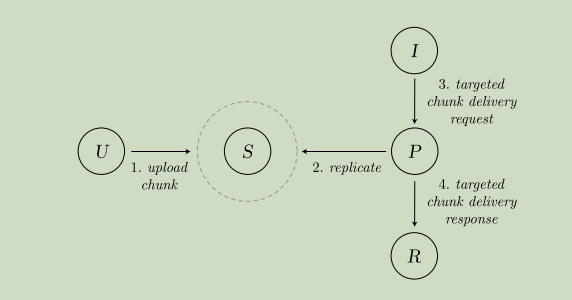 I
3. targeted
chunk delivery
request
U
S
P
1. upload
chunk
2. replicate
4. targeted
chunk delivery
response
R